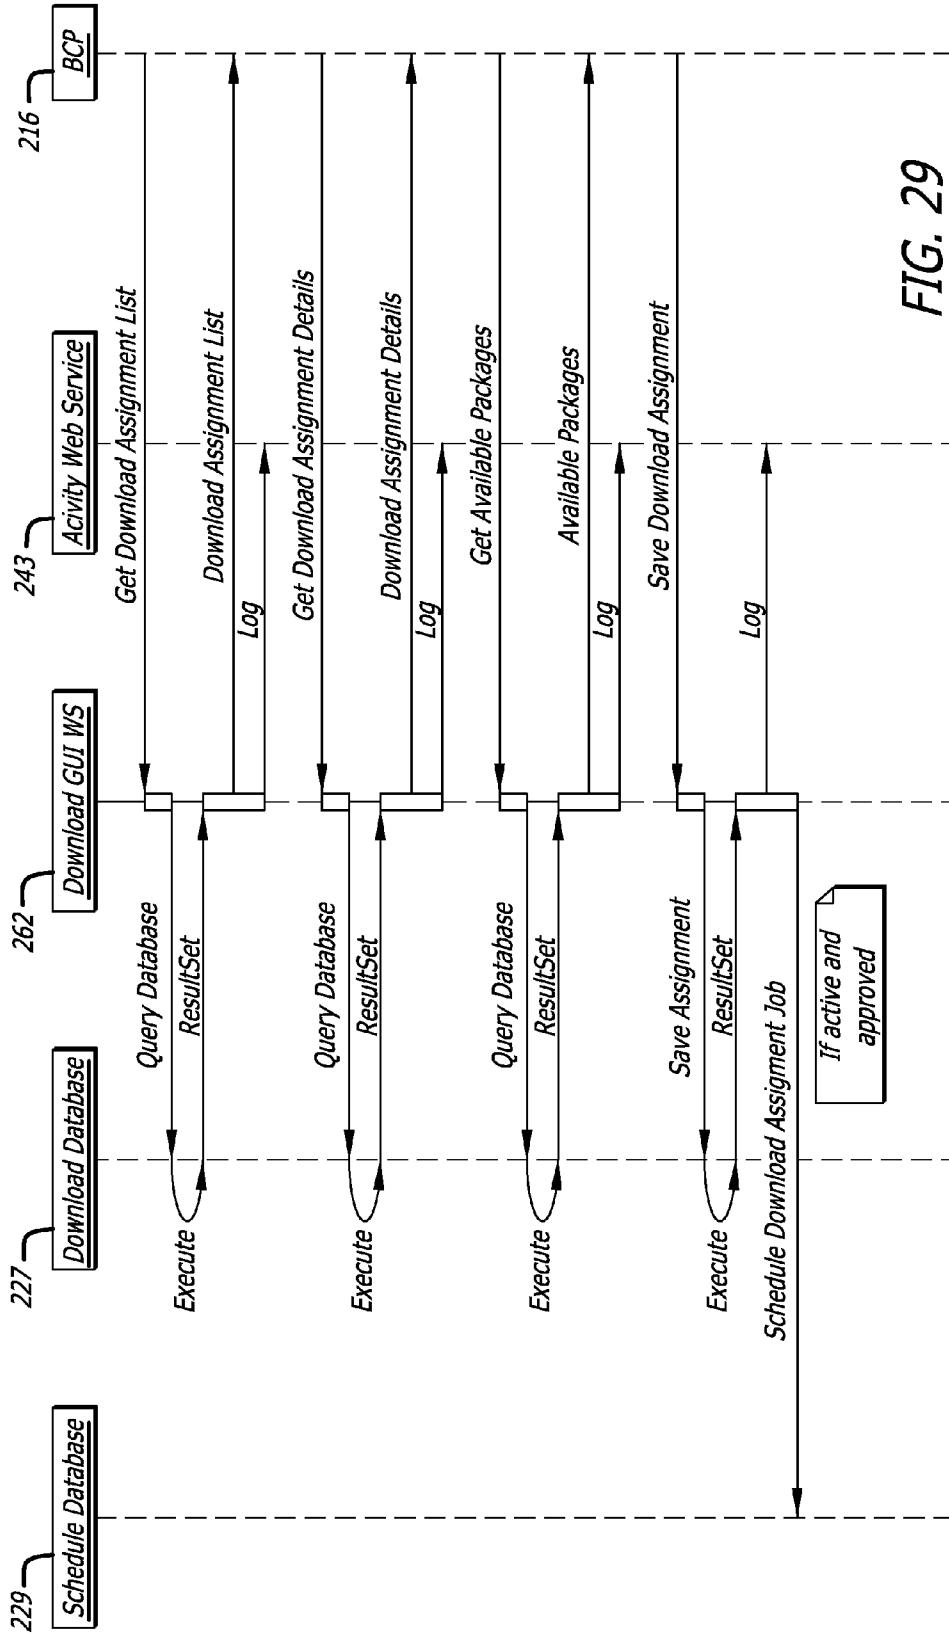 229
Schedule Database
227
Download Database
262
Download GUI WS
243
Acivity Web Service
216
BCP
Get Download Assignment List
Query Database
Execute
ResultSet
Download Assignment List
Log
Get Download Assignment Details
Query Database
Execute
ResultSet
Download Assignment Details
Log
Get Available Packages
Query Database
Execute
ResultSet
Available Packages
Log
Save Download Assignment
Save Assignment
Execute
ResultSet
Log
Schedule Download Assigment Job
If active and
approved
FIG. 29